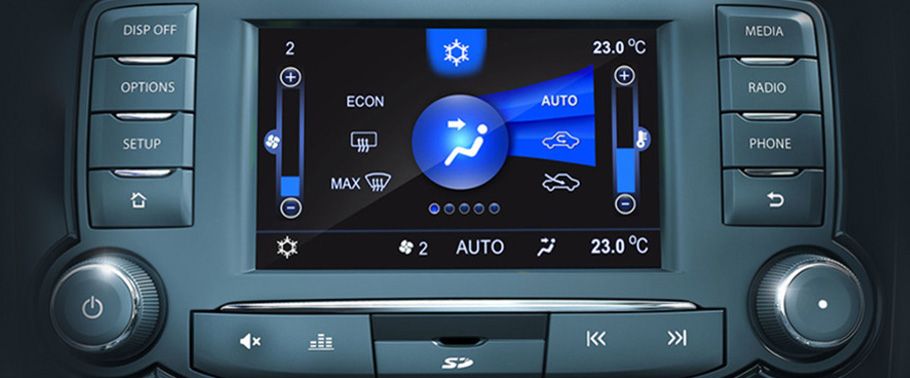 DISP OFF
OPTIONS
SETUP
2
23.0 °C
ECON
AUTO
MAX
2
AUTO
23.0 °C
MEDIA
RADIO
PHONE
SD